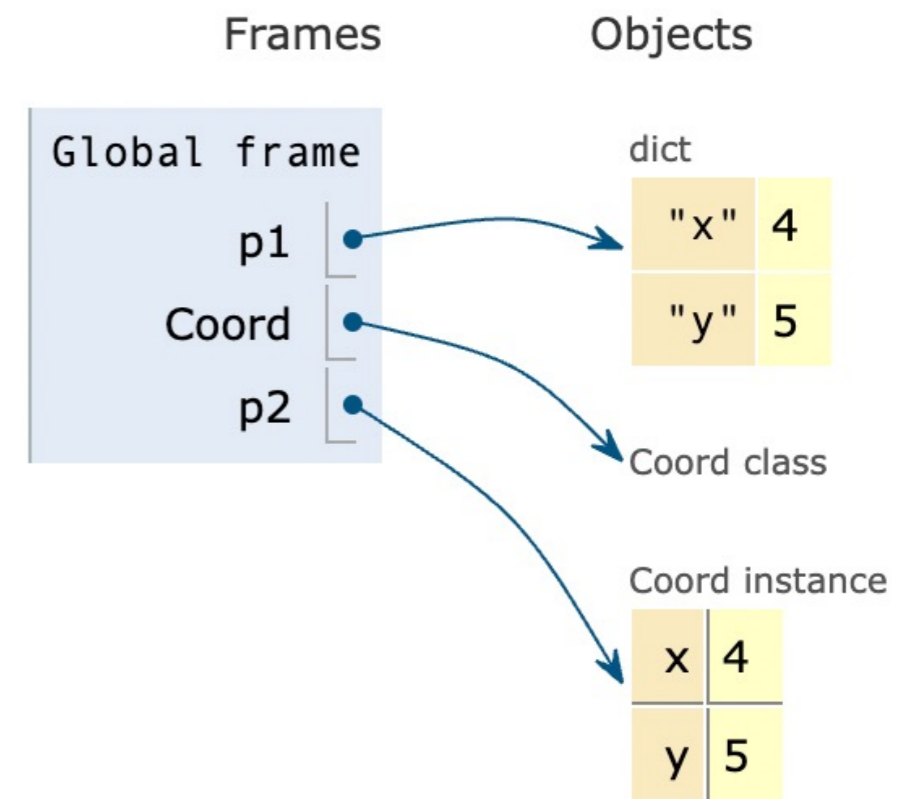 Frames
Objects
Global frame
p1
Coord
p2
dict
"x" 4
"y" 5
Coord class
Coord instance
x 4
y 5